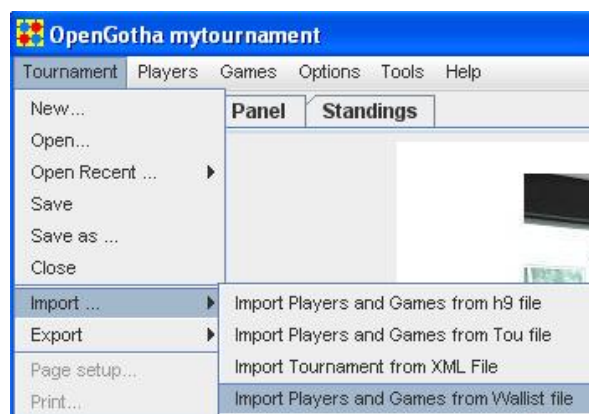 OpenGotha mytournament
Tournament Players Games Options Tools Help
New...
Panel Standings
Open...
Open Recent ...
Save
Save as ...
Close
Import ...
Import Players and Games from h9 file
Export
Import Players and Games from Tou file
Page setup...
Import Tournament from XML File
Print...
Import Players and Games from Wallist file